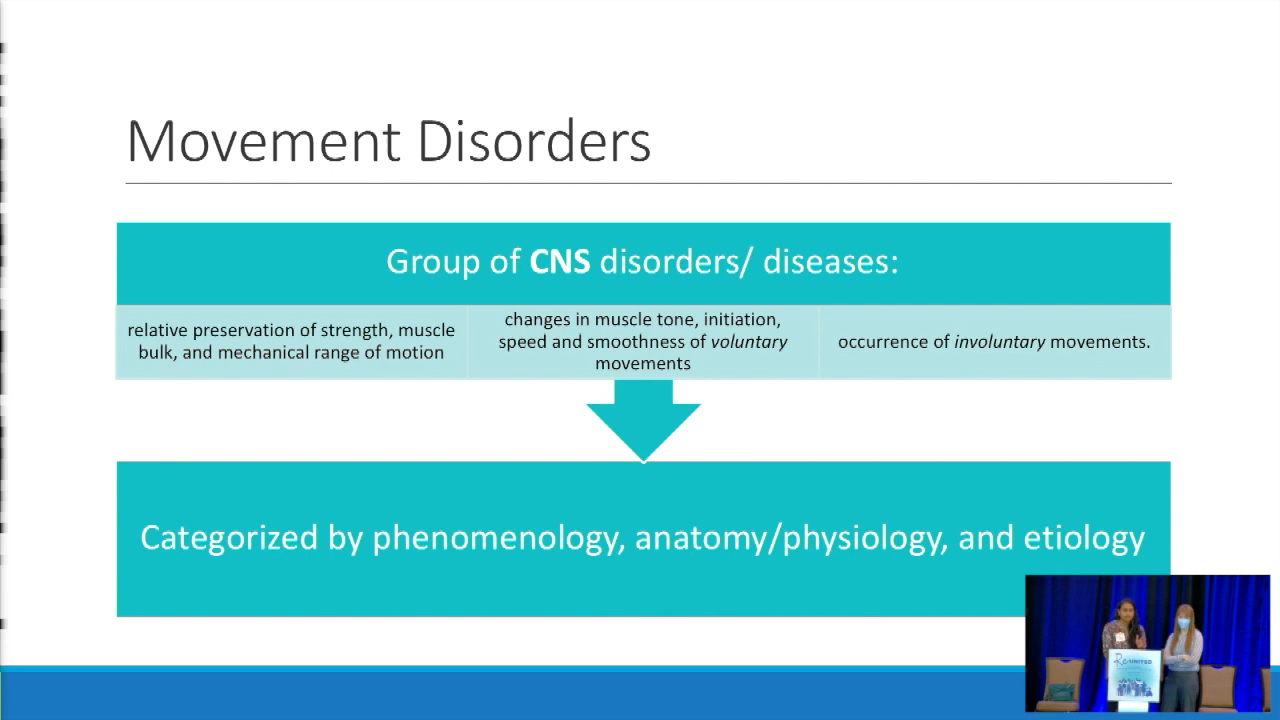 Movement Disorders
Group of CNS disorders/ diseases:
relative preservation of strength, muscle
bulk, and mechanical range of motion
changes in muscle tone, initiation,
speed and smoothness of voluntary
movements
occurrence of involuntary movements.
Categorized by phenomenology, anatomy/physiology, and etiology
Re-UNITED